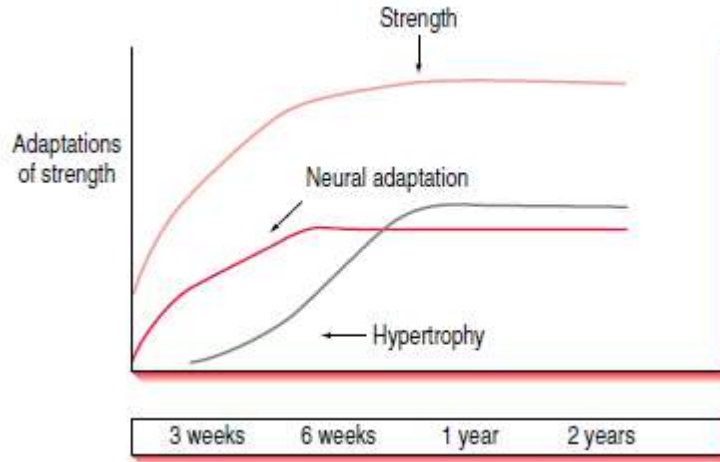 Strength
Adaptations
of strength
Neural adaptation
Hypertrophy
3 weeks 6 weeks 1 year 2 years